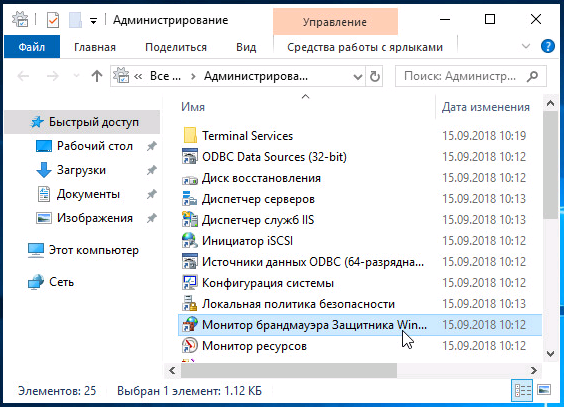 Администрирование
Управление
Файл
Главная
Поделиться
Вид
Средства работы с ярлыками
Все ...
Администрирова...
Поиск: Администр...
Имя
Дата изменения
Быстрый доступ
Рабочий стол
Загрузки
Документы
Изображения
Этот компьютер
Сеть
Terminal Services 15.09.2018 10:19
ODBC Data Sources (32-bit) 15.09.2018 10:12
Диск восстановления 15.09.2018 10:12
Диспетчер серверов 15.09.2018 10:13
Диспетчер служб IIS 15.09.2018 10:13
Инициатор iSCSI 15.09.2018 10:12
Источники данных ODBC (64-разрядна... 15.09.2018 10:12
Конфигурация системы 15.09.2018 10:12
Локальная политика безопасности 15.09.2018 10:13
Монитор брандмауэра Защитника Win... 15.09.2018 10:12
Монитор ресурсов 15.09.2018 10:12
Элементов: 25
Выбран 1 элемент: 1.12 КБ